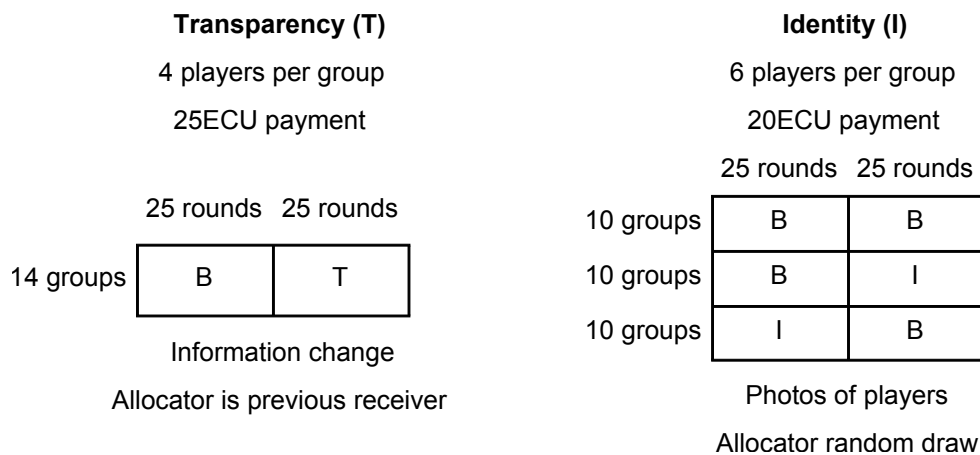 Transparency (T)
4 players per group
25ECU payment
25 rounds 25 rounds
14 groups B T
Information change
Allocator is previous receiver
Identity (I)
6 players per group
20ECU payment
25 rounds 25 rounds
10 groups B B
10 groups B I
10 groups I B
Photos of players
Allocator random draw